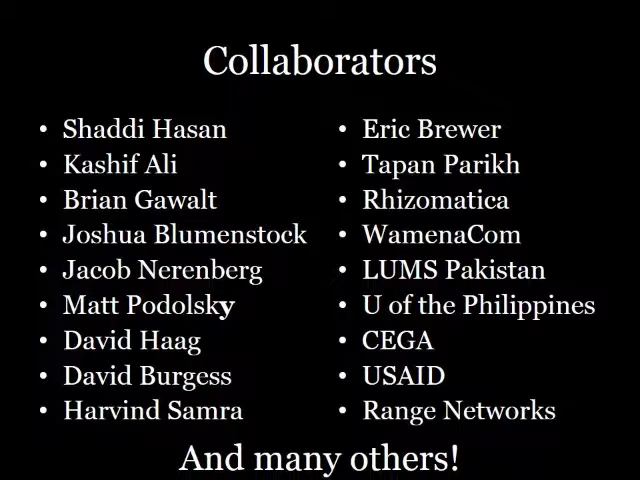 Collaborators
• Shaddi Hasan
• Kashif Ali
• Brian Gawalt
• Joshua Blumenstock
• Jacob Nerenberg
• Matt Podolsky
• David Haag
• David Burgess
• Harvind Samra
• Eric Brewer
• Tapan Parikh
• Rhizomatica
• WamenaCom
• LUMS Pakistan
• U of the Philippines
• CEGA
• USAID
• Range Networks
And many others!